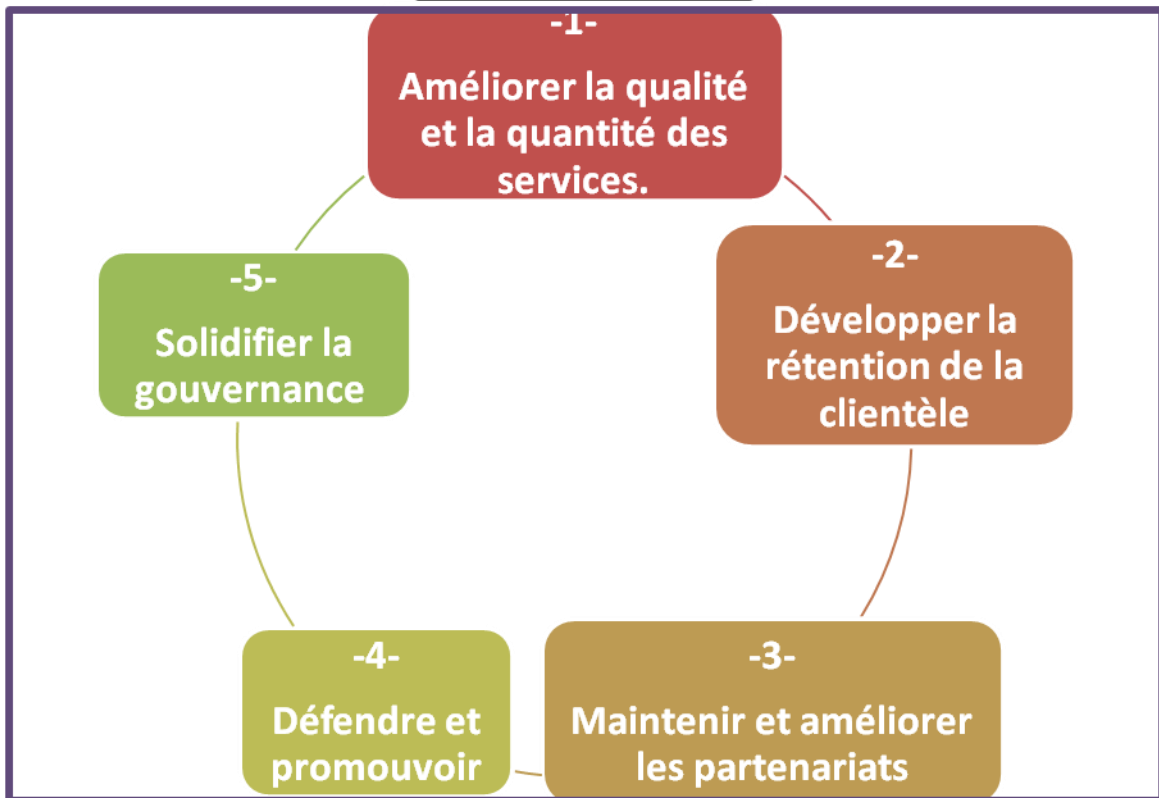 -1-
Améliorer la qualité
et la quantité des
services.
-2-
Développer la
rétention de la
clientèle
-3-
Maintenir et améliorer
les partenariats
-4-
Défendre et
promouvoir
-5-
Solidifier la
gouvernance